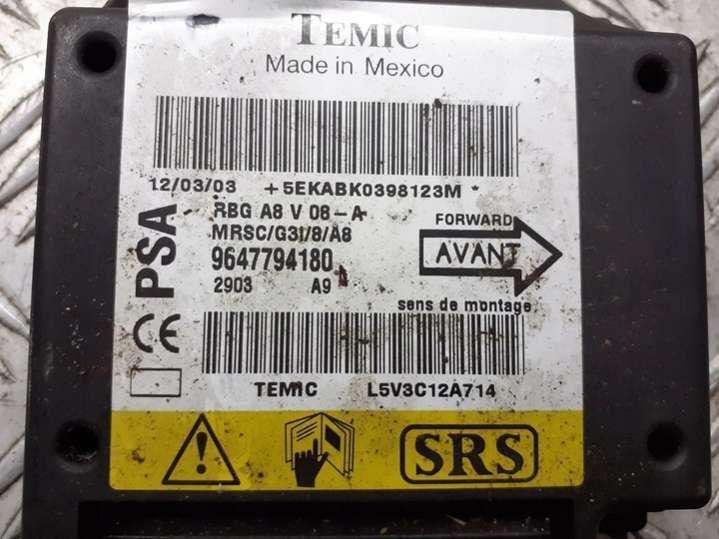 TEMIC
Made in Mexico
12/03/03 +5EKABK0398123M *
RBG A8 V 08-A
MRSC/G3I/8/A8
9647794180
2903 A9
PSA
CE
FORWARD
AVANT
sens de montage
TEMIC L5V3C12A714
SRS